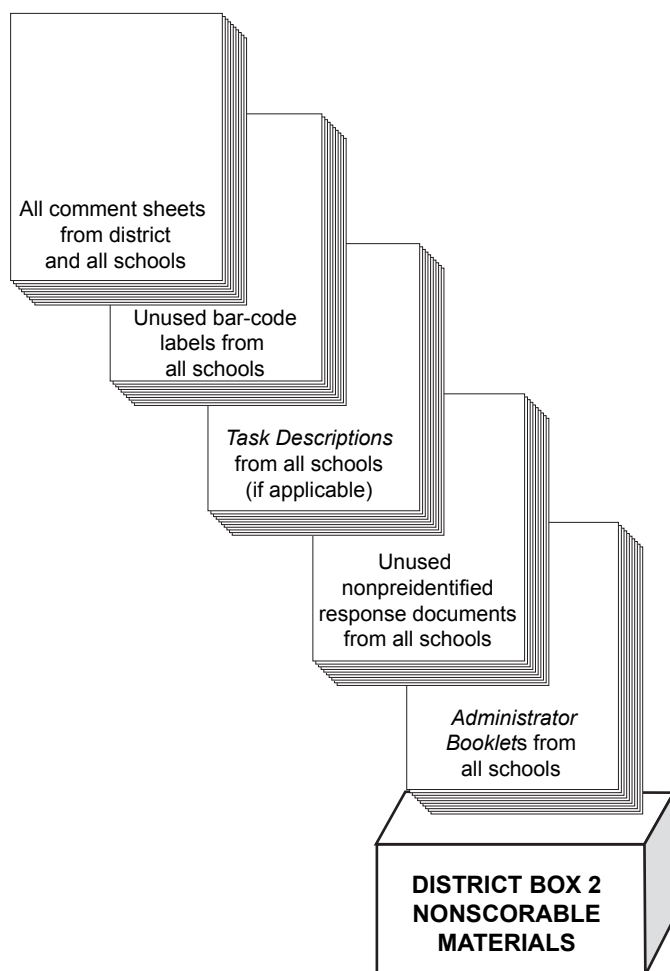 All comment sheets
from district
and all schools
Unused bar-code
labels from
all schools
Task Descriptions
from all schools
(if applicable)
Unused
nonpreidentified
response documents
from all schools
Administrator
Booklets from
all schools
DISTRICT BOX 2
NONSCORABLE
MATERIALS